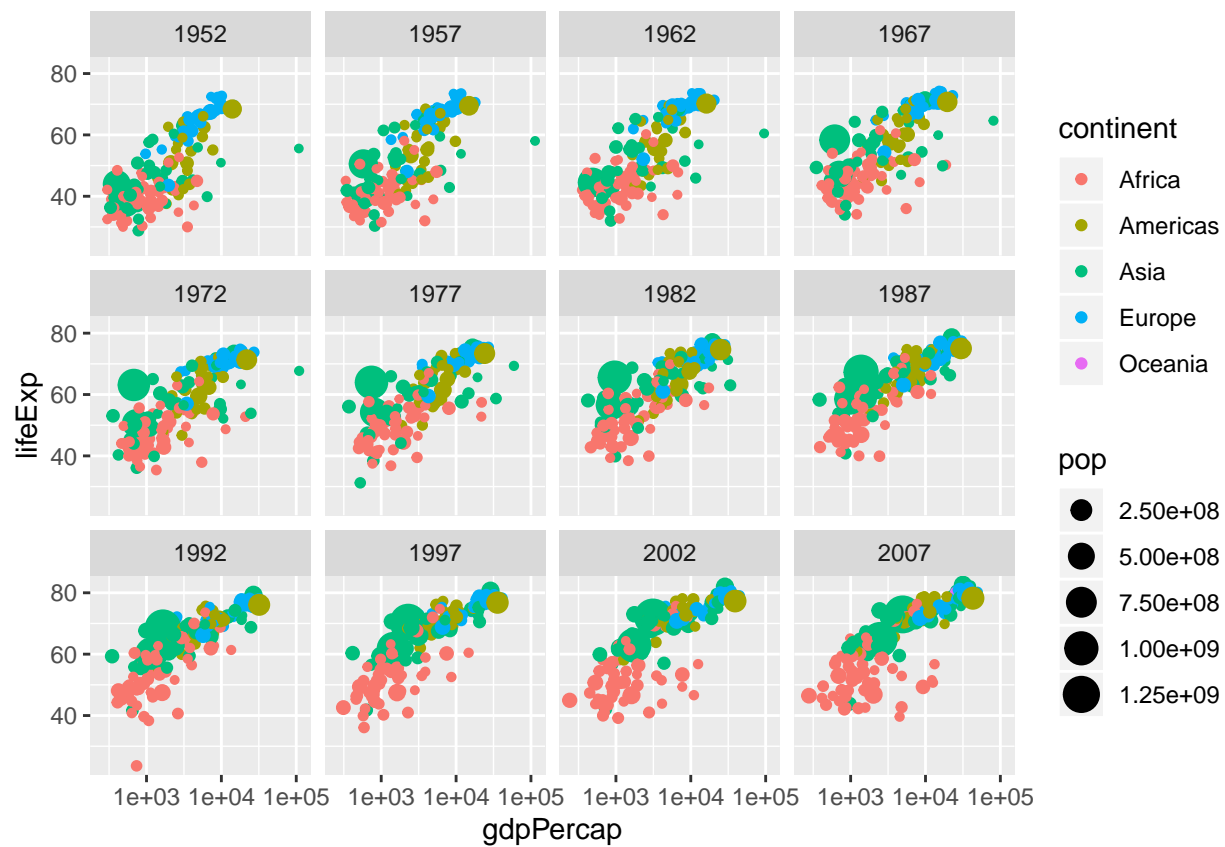 1952 1957 1962 1967
80
60
40
1972 1977 1982 1987
80
60
40
1992 1997 2002 2007
80
60
40
1e+03 1e+04 1e+05 1e+03 1e+04 1e+05 1e+03 1e+04 1e+05 1e+03 1e+04 1e+05
gdpPercap
lifeExp
continent
Africa
Americas
Asia
Europe
Oceania
pop
2.50e+08
5.00e+08
7.50e+08
1.00e+09
1.25e+09